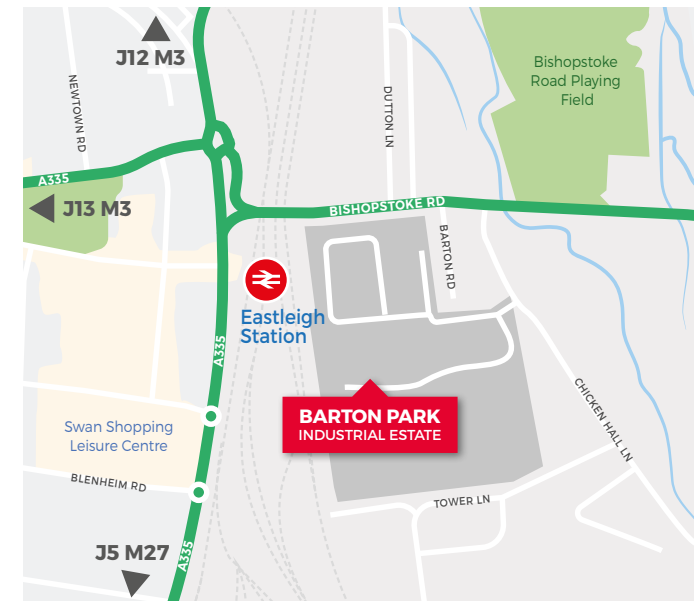 J12 M3
NEWTOWN RD
DUTTON LN
Bishopstoke
Road Playing
Field
A335
J13 M3
BISHOPSTOKE RD
BARTON RD
Eastleigh
Station
A335
BARTON PARK
INDUSTRIAL ESTATE
CHICKEN HALL LN
Swan Shopping
Leisure Centre
BLENHEIM RD
TOWER LN
J5 M27
A335